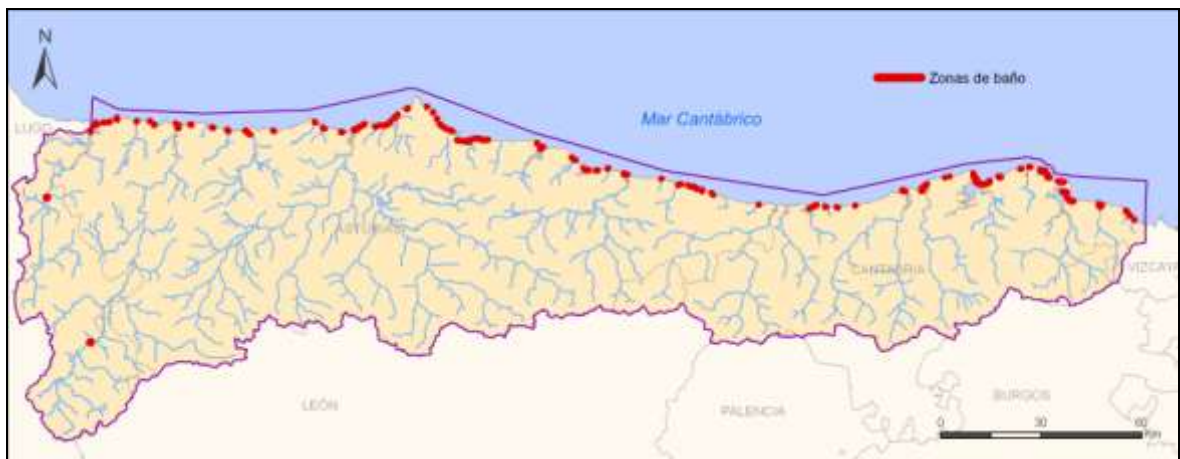 N
Zonas de baño
Mar Cantábrico
LUGO
ASTURIAS
CANTABRIA
VIZCAYA
LEÓN
PALENCIA
BURGOS
0 30 60
Km